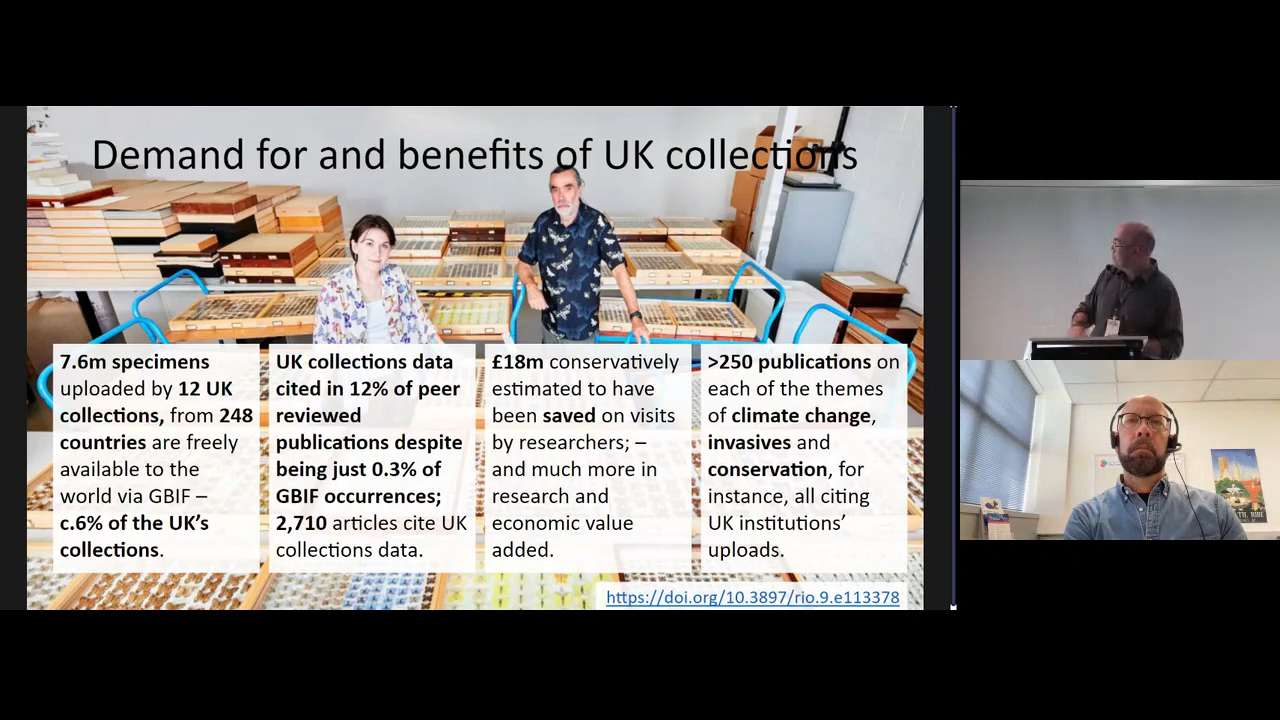 Demand for and benefits of UK collections
7.6m specimens
uploaded by 12 UK
collections, from 248
countries are freely
available to the
world via GBIF –
c.6% of the UK’s
collections.
UK collections data
cited in 12% of peer
reviewed
publications despite
being just 0.3% of
GBIF occurrences;
2,710 articles cite UK
collections data.
£18m conservatively
estimated to have
been saved on visits
by researchers; –
and much more in
research and
economic value
added.
>250 publications on
each of the themes
of climate change,
invasives and
conservation, for
instance, all citing
UK institutions’
uploads.
https://doi.org/10.3897/rio.9.e113378